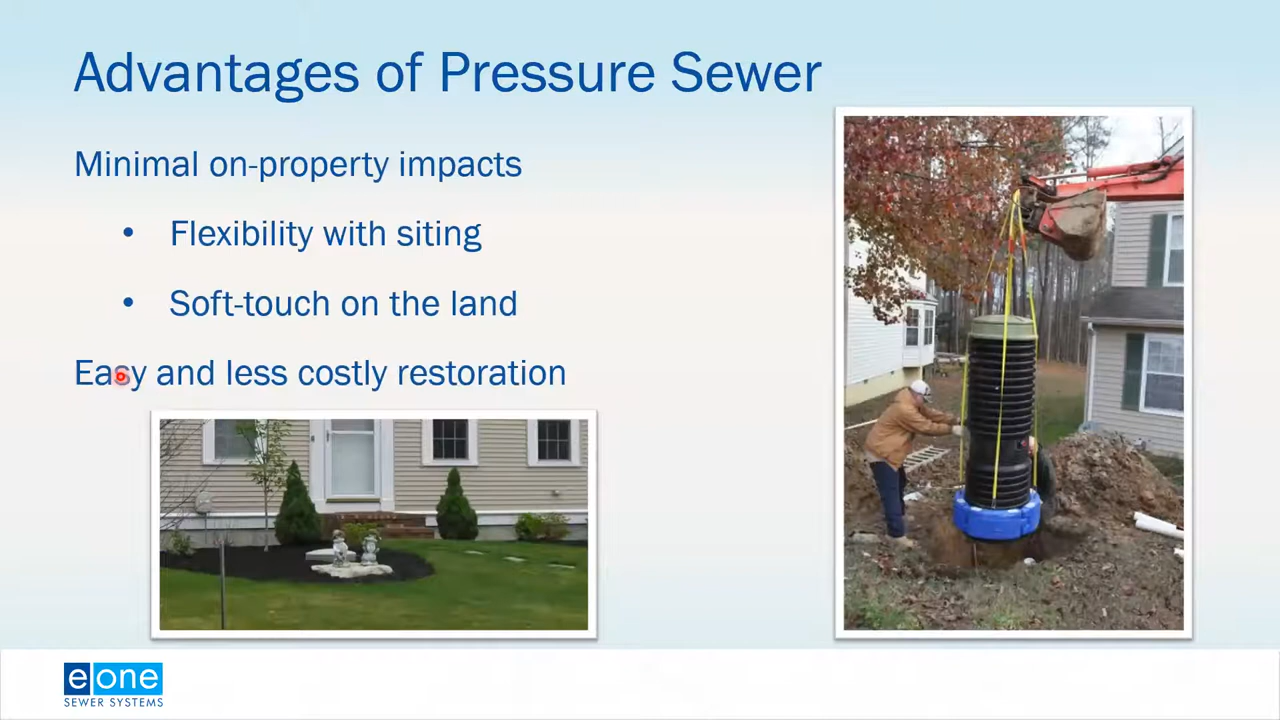 Advantages of Pressure Sewer
Minimal on-property impacts
• Flexibility with siting
• Soft-touch on the land
Easy and less costly restoration
e one
SEWER SYSTEMS